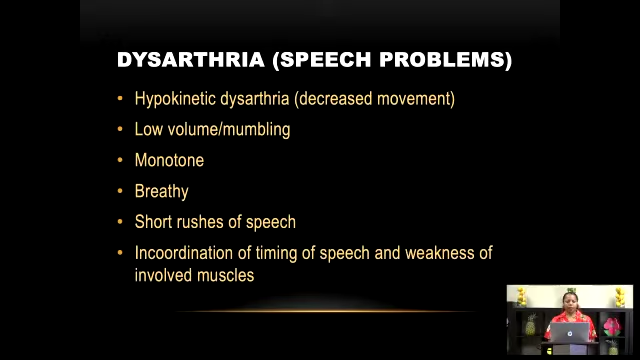 DYSARTHRIA (SPEECH PROBLEMS)
• Hypokinetic dysarthria (decreased movement)
• Low volume/mumbling
• Monotone
• Breathy
• Short rushes of speech
• Incoordination of timing of speech and weakness of
involved muscles